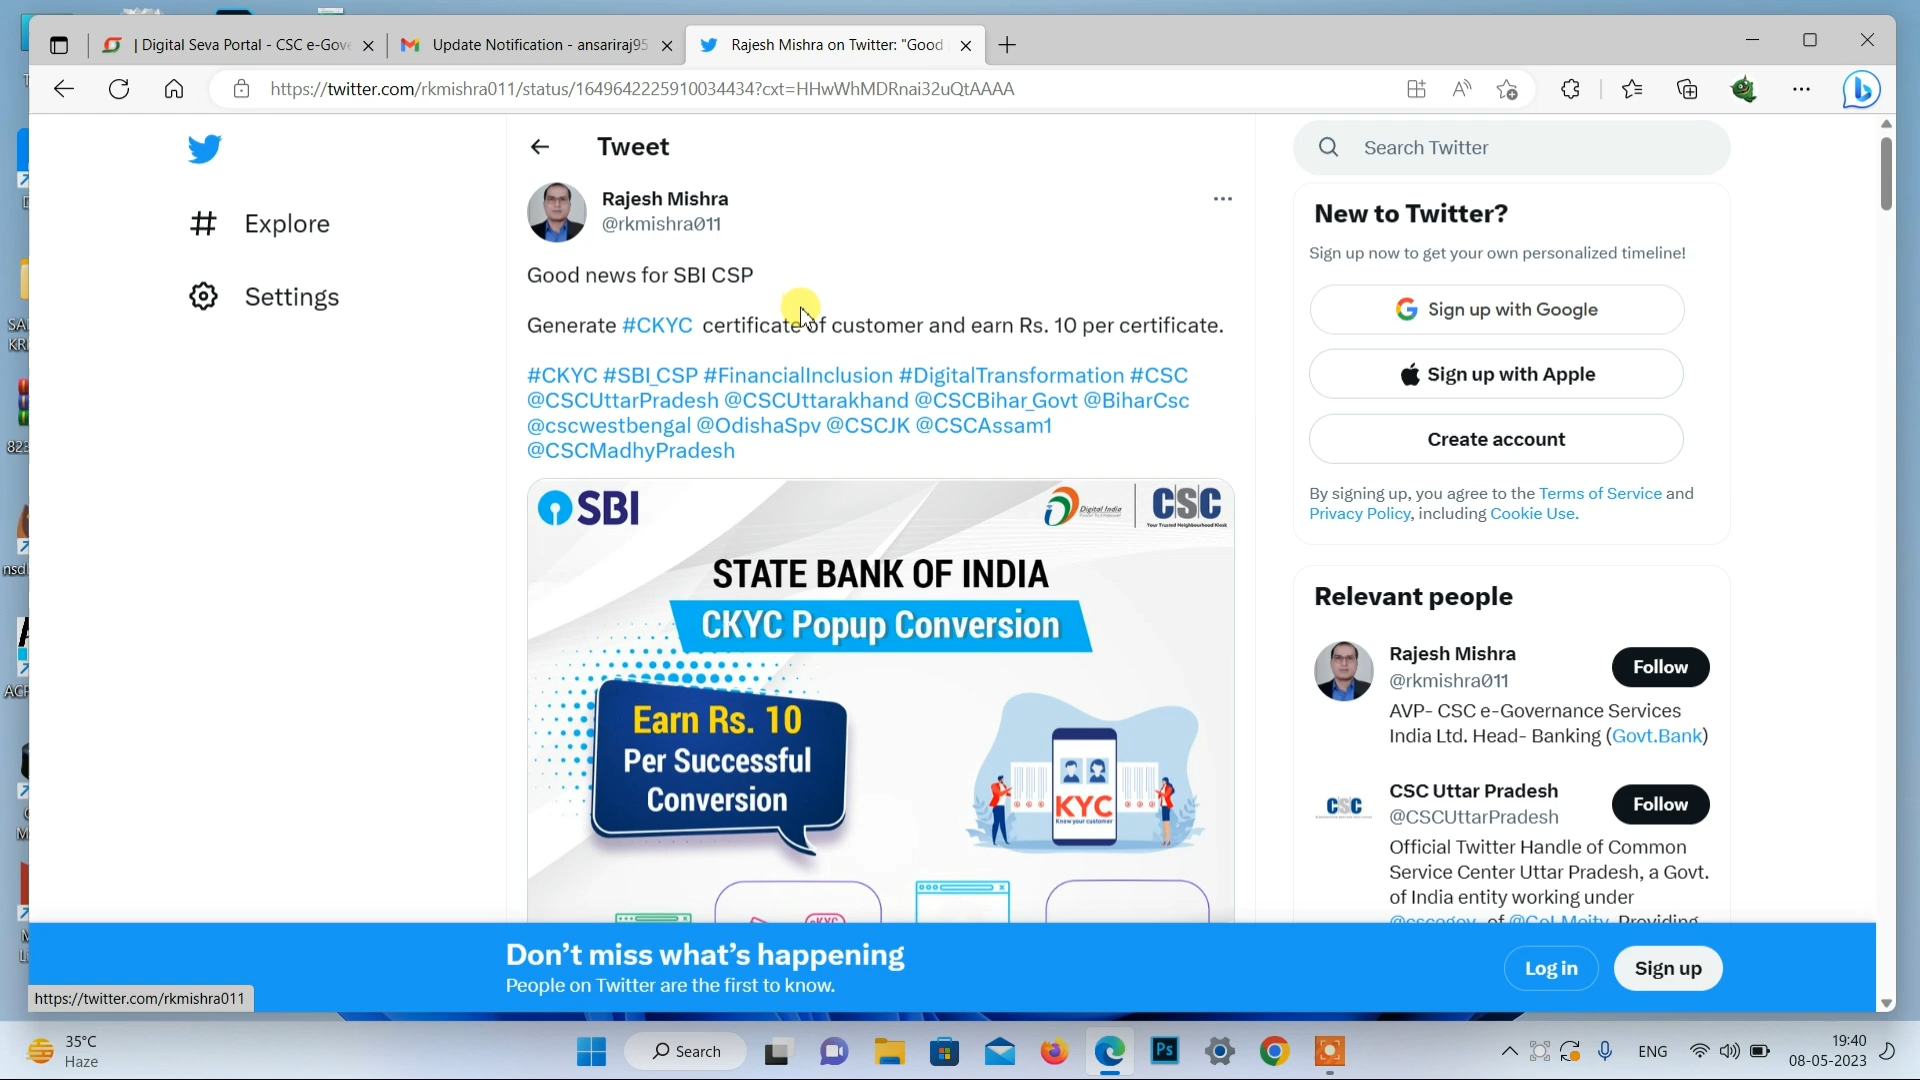 | Digital Seva Portal - CSC e-Gove
Update Notification - ansariraj95
Rajesh Mishra on Twitter: "Good
https://twitter.com/rkmishra011/status/1649642225910034434?cxt=HHwWhMDRnai32uQtAAAA
Explore
Settings
Tweet
Rajesh Mishra
@rkmishra011
Good news for SBI CSP
Generate #CKYC certificate of customer and earn Rs. 10 per certificate.
#CKYC #SBI_CSP #FinancialInclusion #DigitalTransformation #CSC
@CSCUttarPradesh @CSCUttarakhand @CSCBihar_Govt @BiharCsc
@cscwestbengal @OdishaSpv @CSCJK @CSCAssam1
@CSCMadhyPradesh
SBI
Digital India
CSC
STATE BANK OF INDIA
CKYC Popup Conversion
Earn Rs. 10
Per Successful
Conversion
KYC
Know your customer
Search Twitter
New to Twitter?
Sign up now to get your own personalized timeline!
Sign up with Google
Sign up with Apple
Create account
By signing up, you agree to the Terms of Service and
Privacy Policy, including Cookie Use.
Relevant people
Rajesh Mishra
@rkmishra011
Follow
AVP- CSC e-Governance Services
India Ltd. Head- Banking (Govt.Bank)
CSC Uttar Pradesh
@CSCUttarPradesh
Follow
Official Twitter Handle of Common
Service Center Uttar Pradesh, a Govt.
of India entity working under
Don't miss what's happening
People on Twitter are the first to know.
Log in
Sign up
https://twitter.com/rkmishra011
35°C
Haze
Search
Ps
ENG
19:40
08-05-2023